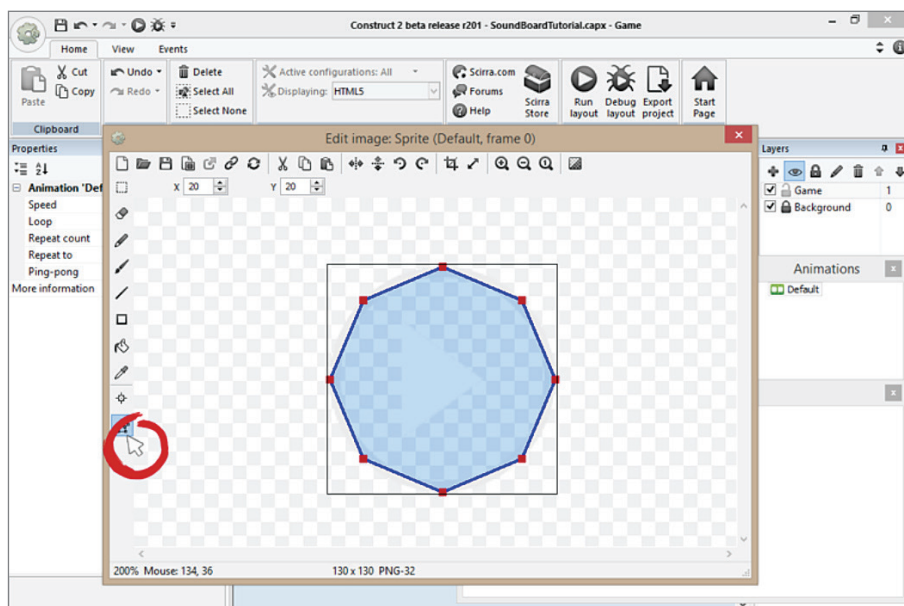 Construct 2 beta release r201 - SoundBoardTutorial.capx - Game
Home View Events
Paste
Cut
Copy
Clipboard
Undo
Redo
Delete
Select All
Select None
Active configurations: All
Displaying: HTML5
Scirra.com
Forums
Help
Scirra Store
Run layout
Debug layout
Export project
Start Page
Properties
Animation 'Def
Speed
Loop
Repeat count
Repeat to
Ping-pong
More information
Edit image: Sprite (Default, frame 0)
X 20 Y 20
200% Mouse: 134, 36 130 x 130 PNG-32
Layers
Game 1
Background 0
Animations
Default